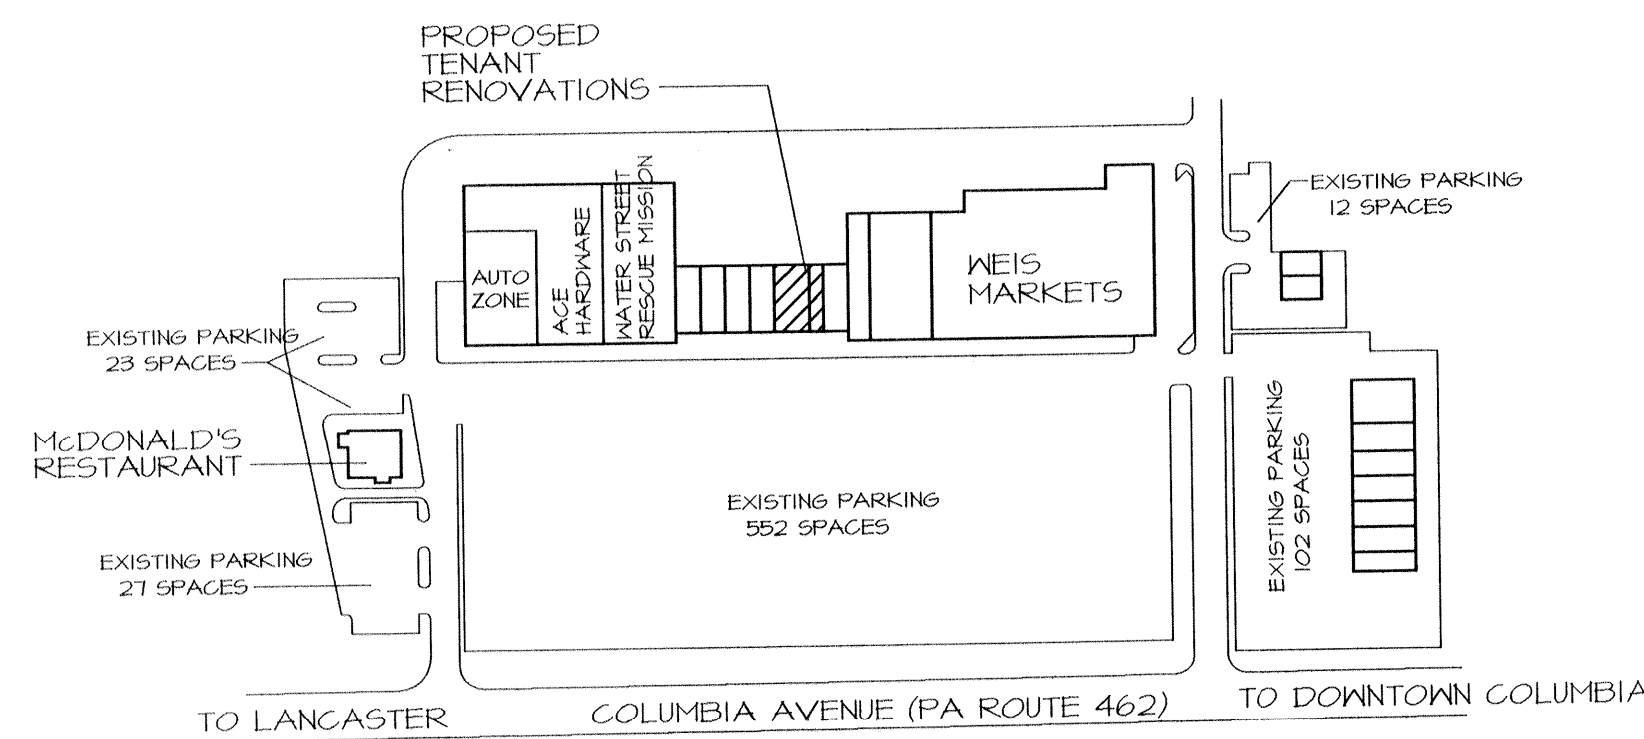 PROPOSED
TENANT
RENOVATIONS
EXISTING PARKING
12 SPACES
AUTO
ZONE
ACE
HARDWARE
WATER STREET
RESCUE MISSION
WEIS
MARKETS
EXISTING PARKING
23 SPACES
McDONALD'S
RESTAURANT
EXISTING PARKING
552 SPACES
EXISTING PARKING
102 SPACES
EXISTING PARKING
27 SPACES
TO LANCASTER
COLUMBIA AVENUE (PA ROUTE 462)
TO DOWNTOWN COLUMBIA